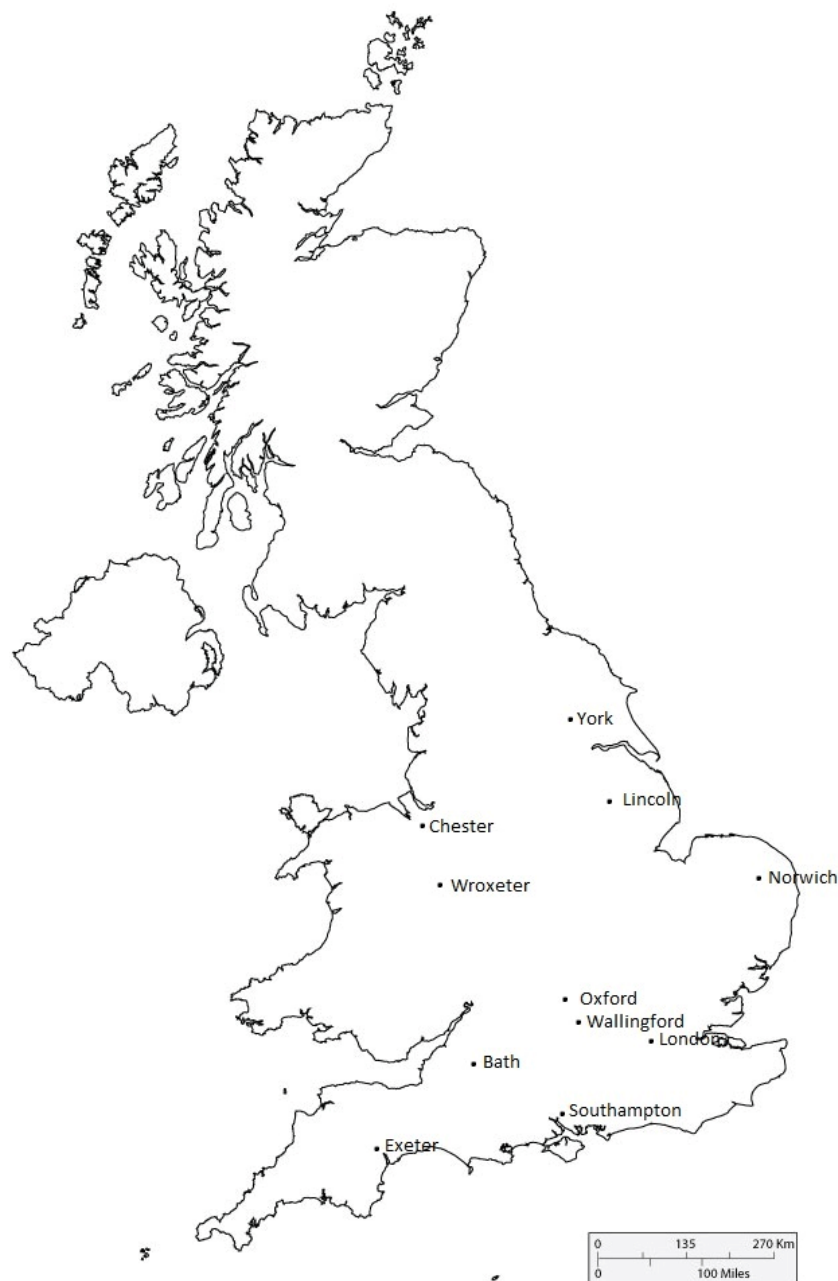 York
Lincoln
Chester
Norwich
Wroxeter
Oxford
Wallingford
London
Bath
Southampton
Exeter
0 135 270 Km
0 100 Miles